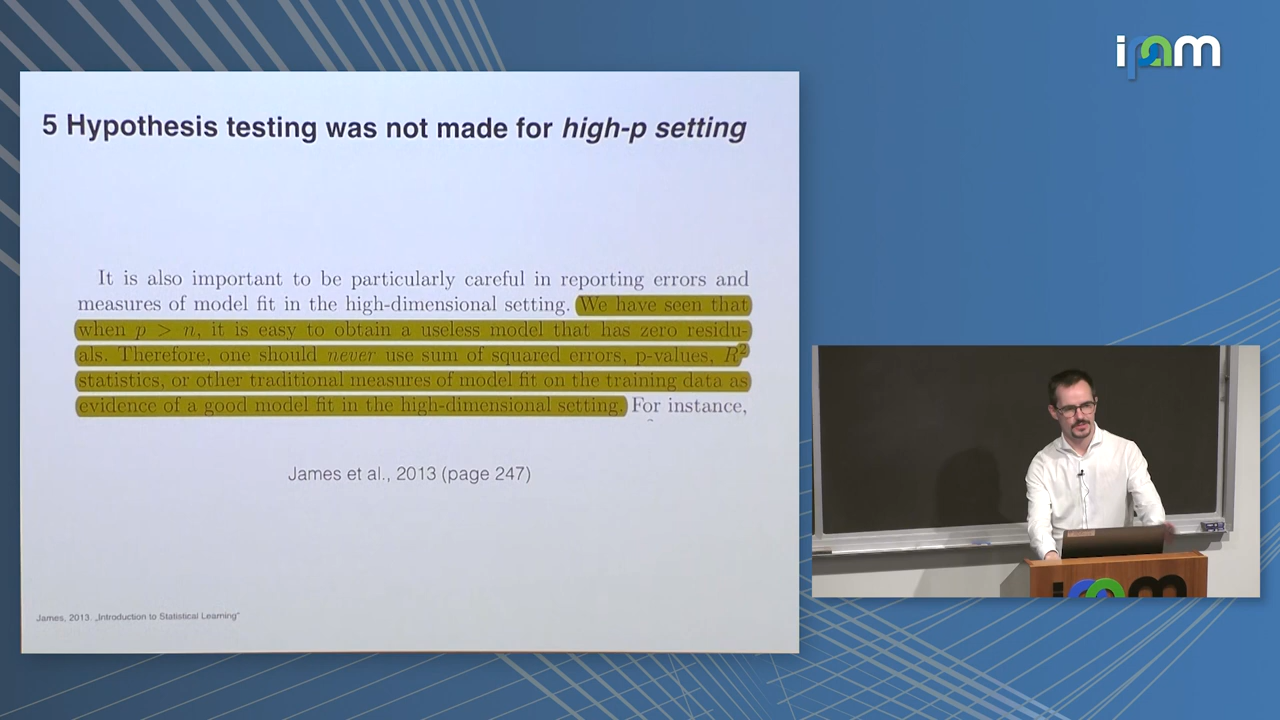 ipam
5 Hypothesis testing was not made for high-p setting
It is also important to be particularly careful in reporting errors and
measures of model fit in the high-dimensional setting. We have seen that
when p > n, it is easy to obtain a useless model that has zero residu-
als. Therefore, one should never use sum of squared errors, p-values, R²
statistics, or other traditional measures of model fit on the training data as
evidence of a good model fit in the high-dimensional setting. For instance,
James et al., 2013 (page 247)
James, 2013. „Introduction to Statistical Learning"
ipam